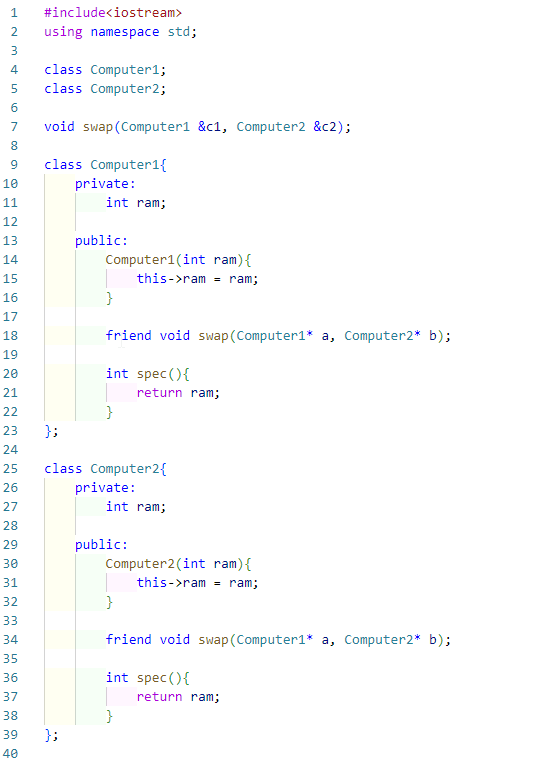 1 #include<iostream>
2 using namespace std;
3
4 class Computer1;
5 class Computer2;
6
7 void swap(Computer1 &c1, Computer2 &c2);
8
9 class Computer1{
10 private:
11 int ram;
12
13 public:
14 Computer1(int ram){
15 this->ram = ram;
16 }
17
18 friend void swap(Computer1* a, Computer2* b);
19
20 int spec(){
21 return ram;
22 }
23 };
24
25 class Computer2{
26 private:
27 int ram;
28
29 public:
30 Computer2(int ram){
31 this->ram = ram;
32 }
33
34 friend void swap(Computer1* a, Computer2* b);
35
36 int spec(){
37 return ram;
38 }
39 };
40